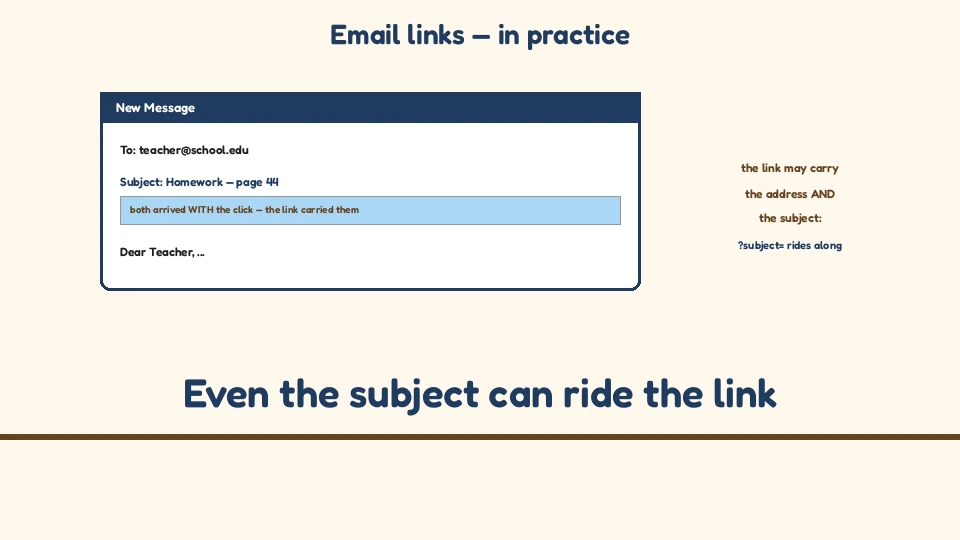 Email links — in practice
New Message
To: teacher@school.edu
Subject: Homework — page 44
both arrived WITH the click — the link carried them
Dear Teacher, ...
the link may carry
the address AND
the subject:
?subject= rides along
Even the subject can ride the link